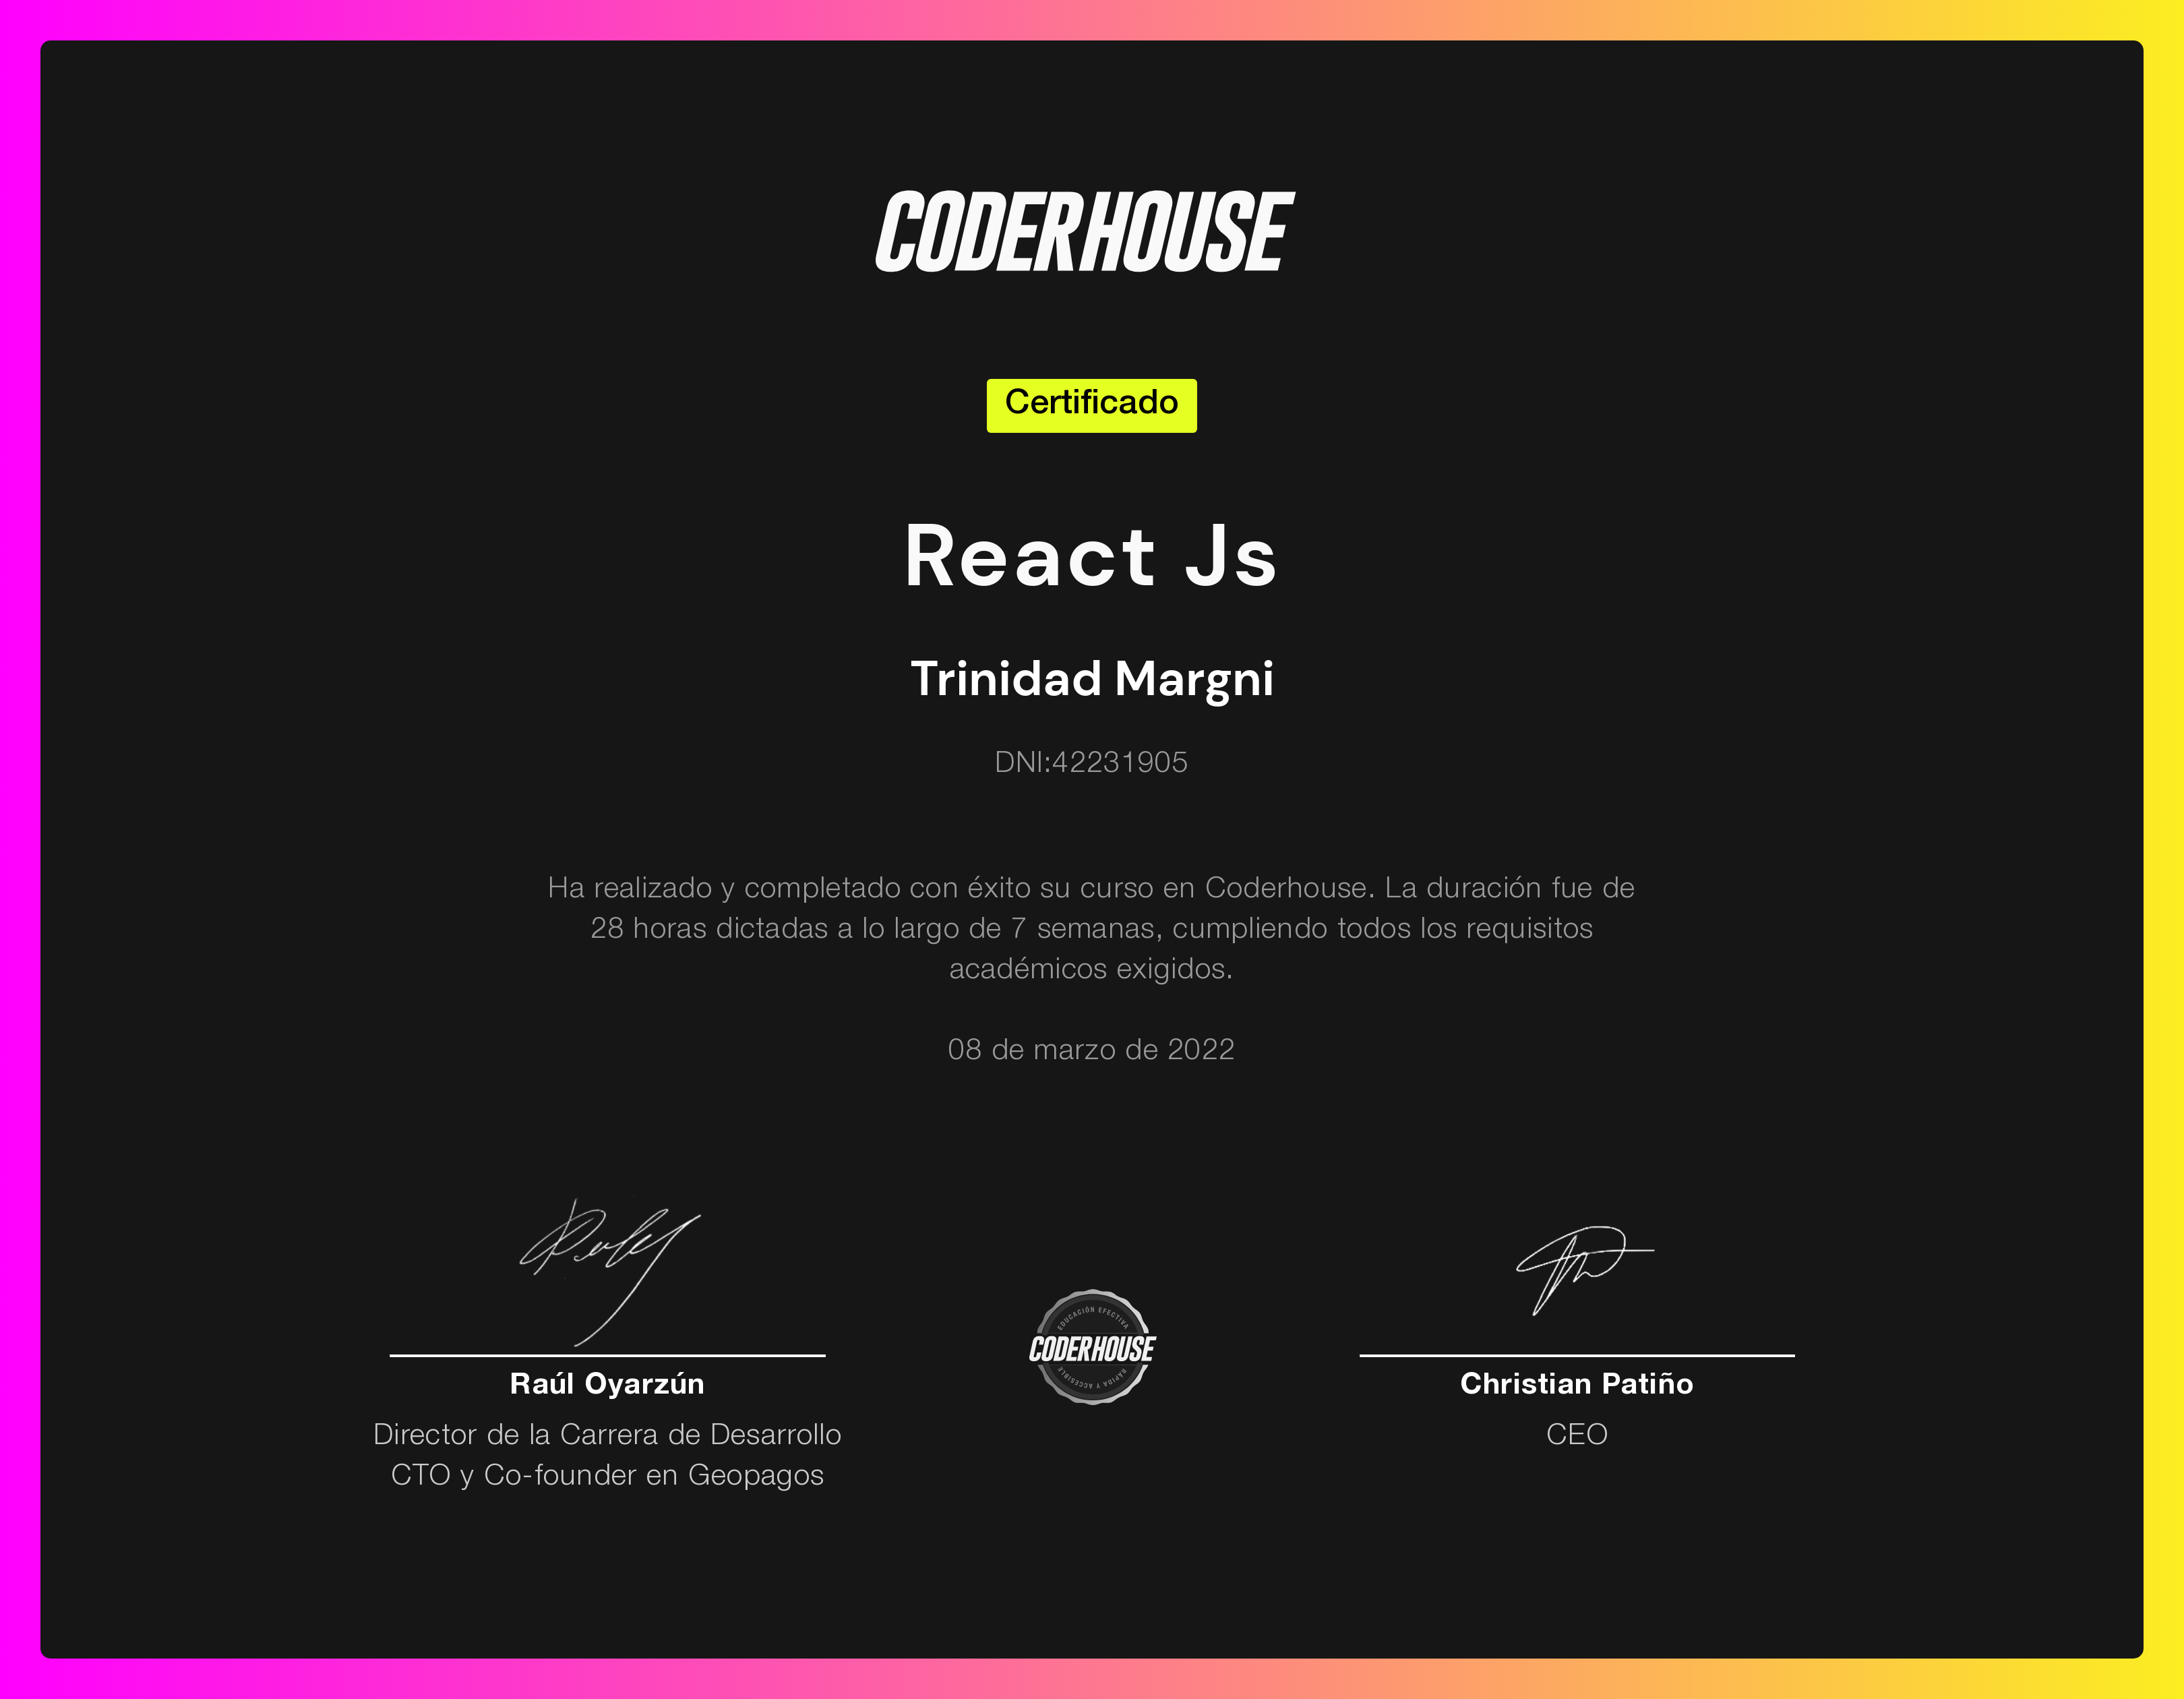 CODERHOUSE
Certificado
React Js
Trinidad Margni
DNI:42231905
Ha realizado y completado con éxito su curso en Coderhouse. La duración fue de
28 horas dictadas a lo largo de 7 semanas, cumpliendo todos los requisitos
académicos exigidos.
08 de marzo de 2022
Raúl Oyarzún
Director de la Carrera de Desarrollo
CTO y Co-founder en Geopagos
EDUCACIÓN EFECTIVA
CODERHOUSE
RÁPIDA Y ACCESIBLE
Christian Patiño
CEO